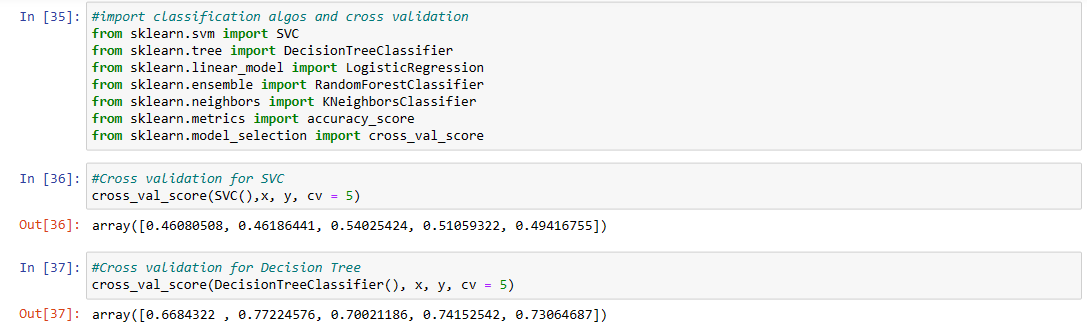 In [35]: #import classification algos and cross validation
from sklearn.svm import SVC
from sklearn.tree import DecisionTreeClassifier
from sklearn.linear_model import LogisticRegression
from sklearn.ensemble import RandomForestClassifier
from sklearn.neighbors import KNeighborsClassifier
from sklearn.metrics import accuracy_score
from sklearn.model_selection import cross_val_score
In [36]: #Cross validation for SVC
cross_val_score(SVC(),x, y, cv = 5)
Out[36]: array([0.46080508, 0.46186441, 0.54025424, 0.51059322, 0.49416755])
In [37]: #Cross validation for Decision Tree
cross_val_score(DecisionTreeClassifier(), x, y, cv = 5)
Out[37]: array([0.6684322 , 0.77224576, 0.70021186, 0.74152542, 0.73064687])